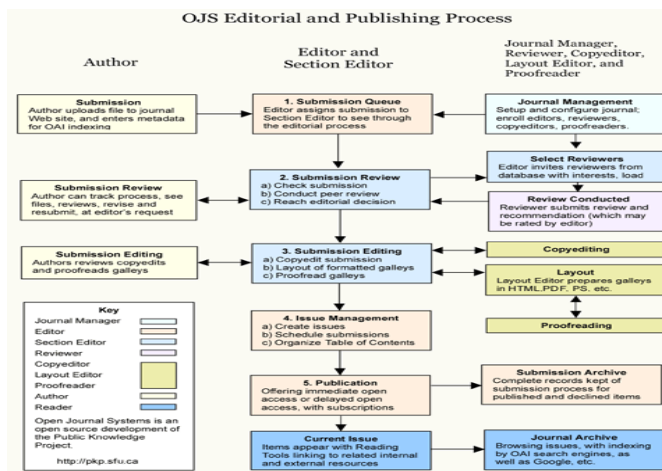 OJS Editorial and Publishing Process
Author
Editor and
Section Editor
Journal Manager,
Reviewer, Copyeditor,
Layout Editor, and
Proofreader
Submission
Author uploads file to journal
Web site, and enters metadata
for OAI indexing
1. Submission Queue
Editor assigns submission to
Section Editor to see through
the editorial process
Journal Management
Setup and configure journal;
enroll editors, reviewers,
copyeditors, proofreaders.
Select Reviewers
Editor invites reviewers from
database with interests, load
Submission Review
Author can track process, see
files, reviews, revise and
resubmit, at editor's request
2. Submission Review
a) Check submission
b) Conduct peer review
c) Reach editorial decision
Review Conducted
Reviewer submits review and
recommendation (which may
be rated by editor)
Submission Editing
Authors reviews copyedits
and proofreads galleys
3. Submission Editing
a) Copyedit submission
b) Layout of formatted galleys
c) Proofread galleys
Copyediting
Layout
Layout Editor prepares galleys
in HTML.PDF, PS. etc.
Proofreading
Key
Journal Manager
Editor
Section Editor
Reviewer
Copyeditor
Layout Editor
Proofreader
Author
Reader
Open Journal Systems is an
open source development of
the Public Knowledge
Project.
http://pkp.sfu.ca
4. Issue Management
a) Create issues
b) Schedule submissions
c) Organize Table of Contents
5. Publication
Offering immediate open
access or delayed open
access, with subscriptions
Submission Archive
Complete records kept of
submission process for
published and declined items
Current Issue
Items appear with Reading
Tools linking to related internal
and external resources
Journal Archive
Browsing issues, with indexing
by OAI search engines, as
well as Google, etc.